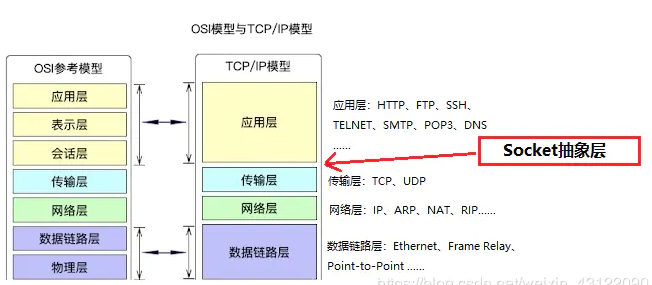 OSI模型与TCP/IP模型
OSI参考模型
应用层
表示层
会话层
传输层
网络层
数据链路层
物理层
TCP/IP模型
应用层
传输层
网络层
数据链路层
应用层：HTTP、FTP、SSH、
TELNET、SMTP、POP3、DNS
......
Socket抽象层
传输层：TCP、UDP
网络层：IP、ARP、NAT、RIP......
数据链路层：Ethernet、Frame Relay、
Point-to-Point ......
https://blog.csdn.net/weixin_43122090